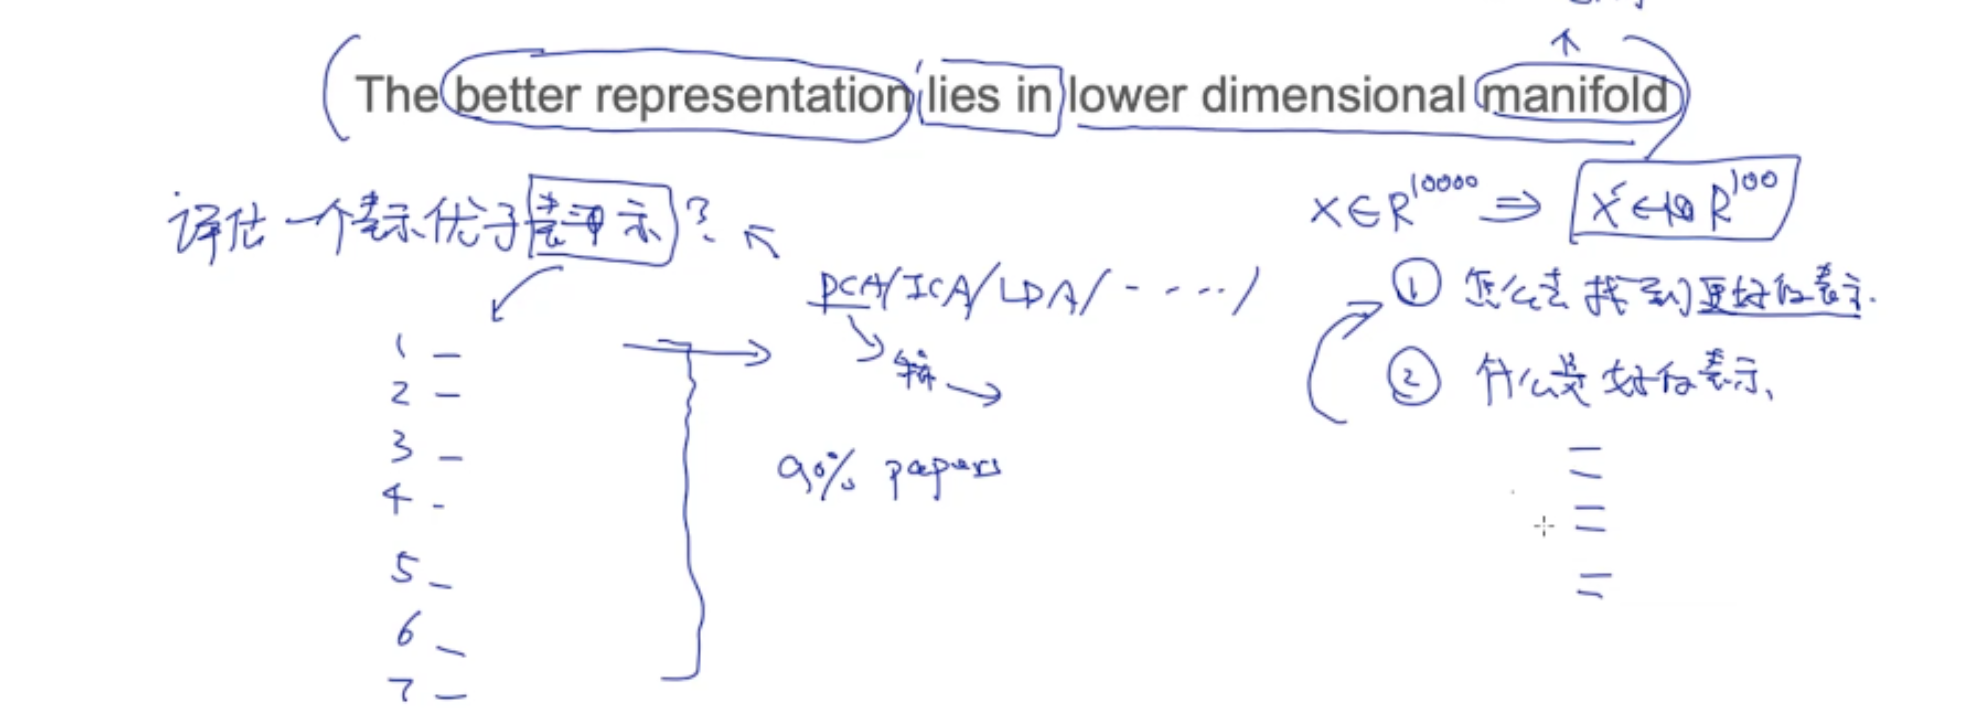 The better representation lies in lower dimensional manifold
评估一个表示优于表示?
X∈R^10000 ⇒ X'∈R^100
PCA/ICA/LDA/-----/
① 怎么去找到更好的表示.
② 什么是好的表示、
1 —
2 —
3 —
4 -
5 —
6 —
7 —
90% papers